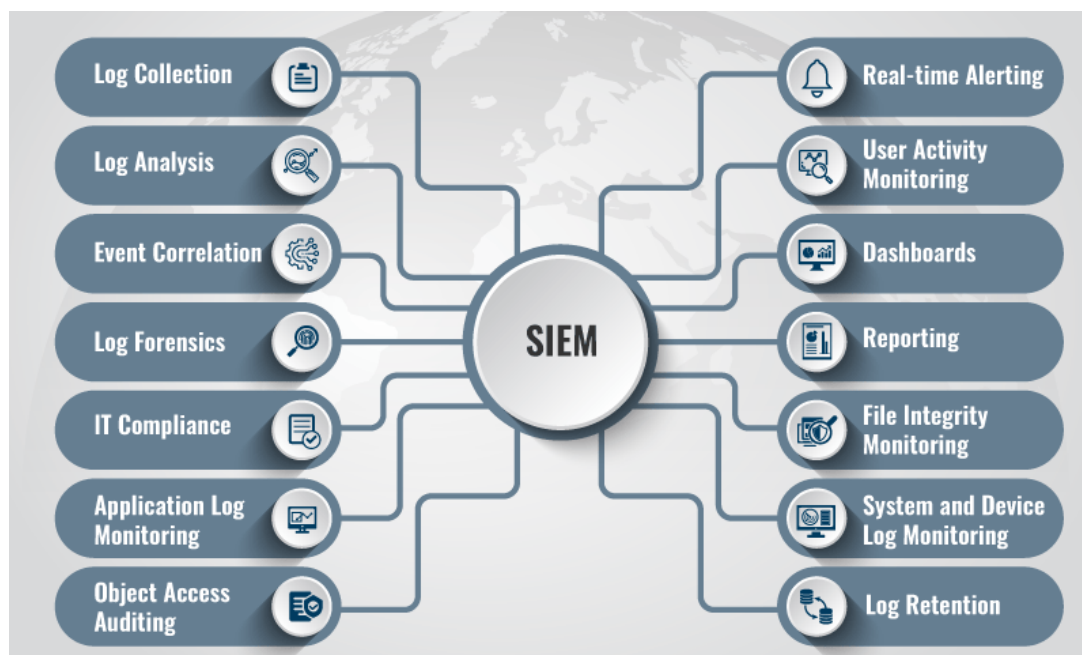 Log Collection
Log Analysis
Event Correlation
Log Forensics
IT Compliance
Application Log
Monitoring
Object Access
Auditing
SIEM
Real-time Alerting
User Activity
Monitoring
Dashboards
Reporting
File Integrity
Monitoring
System and Device
Log Monitoring
Log Retention